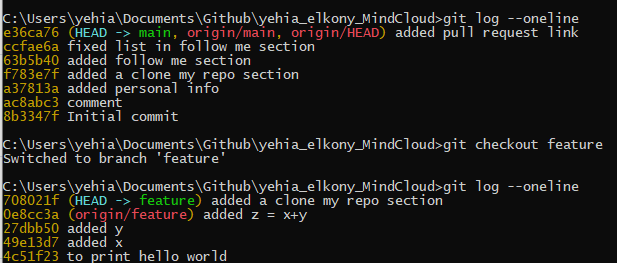 C:\Users\yehia\Documents\Github\yehia_elkony_MindCloud>git log --oneline
e36ca76 (HEAD -> main, origin/main, origin/HEAD) added pull request link
ccfae6a fixed list in follow me section
63b5b40 added follow me section
f783e7f added a clone my repo section
a37813a added personal info
ac8abc3 comment
8b3347f Initial commit
C:\Users\yehia\Documents\Github\yehia_elkony_MindCloud>git checkout feature
Switched to branch 'feature'
C:\Users\yehia\Documents\Github\yehia_elkony_MindCloud>git log --oneline
708021f (HEAD -> feature) added a clone my repo section
0e8cc3a (origin/feature) added z = x+y
27dbb50 added y
49e13d7 added x
4c51f23 to print hello world